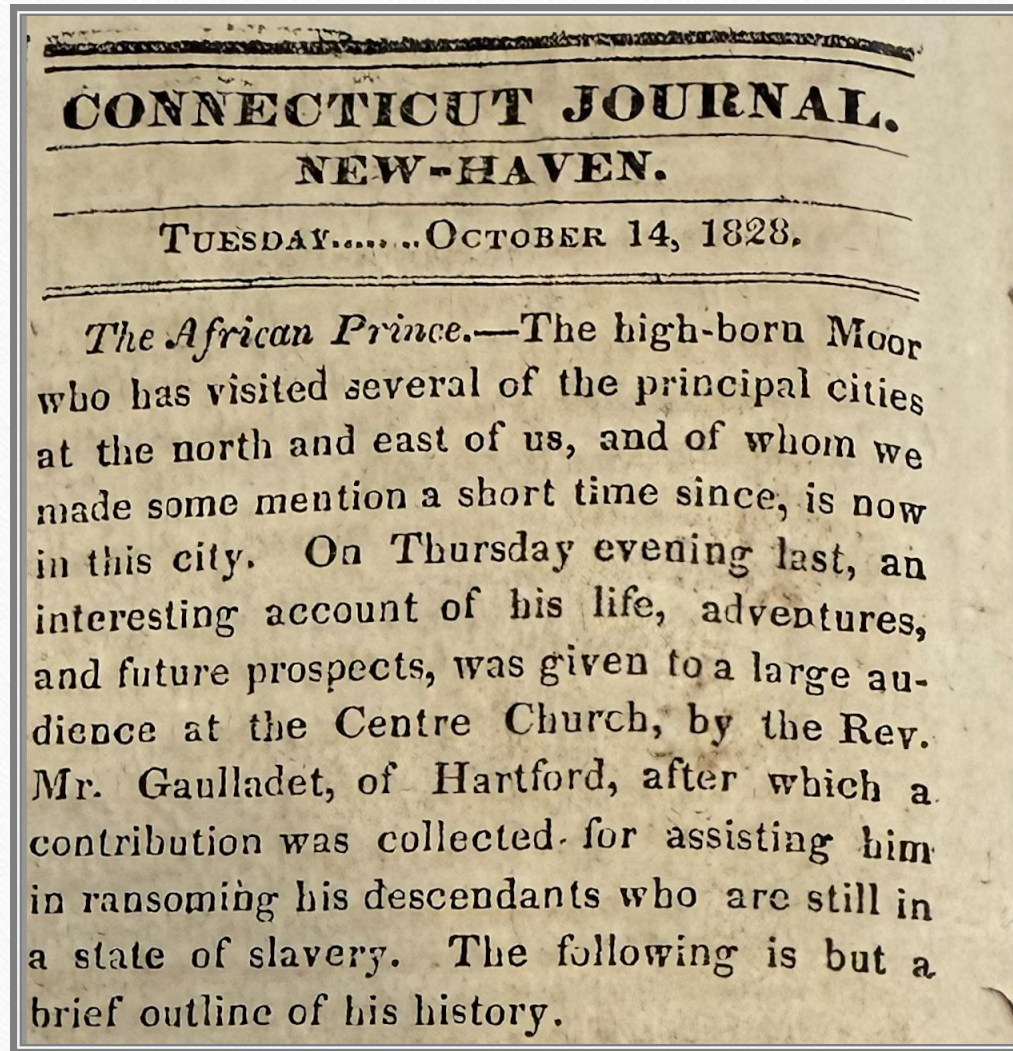 CONNECTICUT JOURNAL.
NEW-HAVEN.
TUESDAY........OCTOBER 14, 1828.
The African Prince.—The high-born Moor
who has visited several of the principal cities
at the north and east of us, and of whom we
made some mention a short time since, is now
in this city. On Thursday evening last, an
interesting account of his life, adventures,
and future prospects, was given to a large au-
dience at the Centre Church, by the Rev.
Mr. Gaulladet, of Hartford, after which a
contribution was collected for assisting him
in ransoming his descendants who are still in
a state of slavery. The following is but a
brief outline of his history.